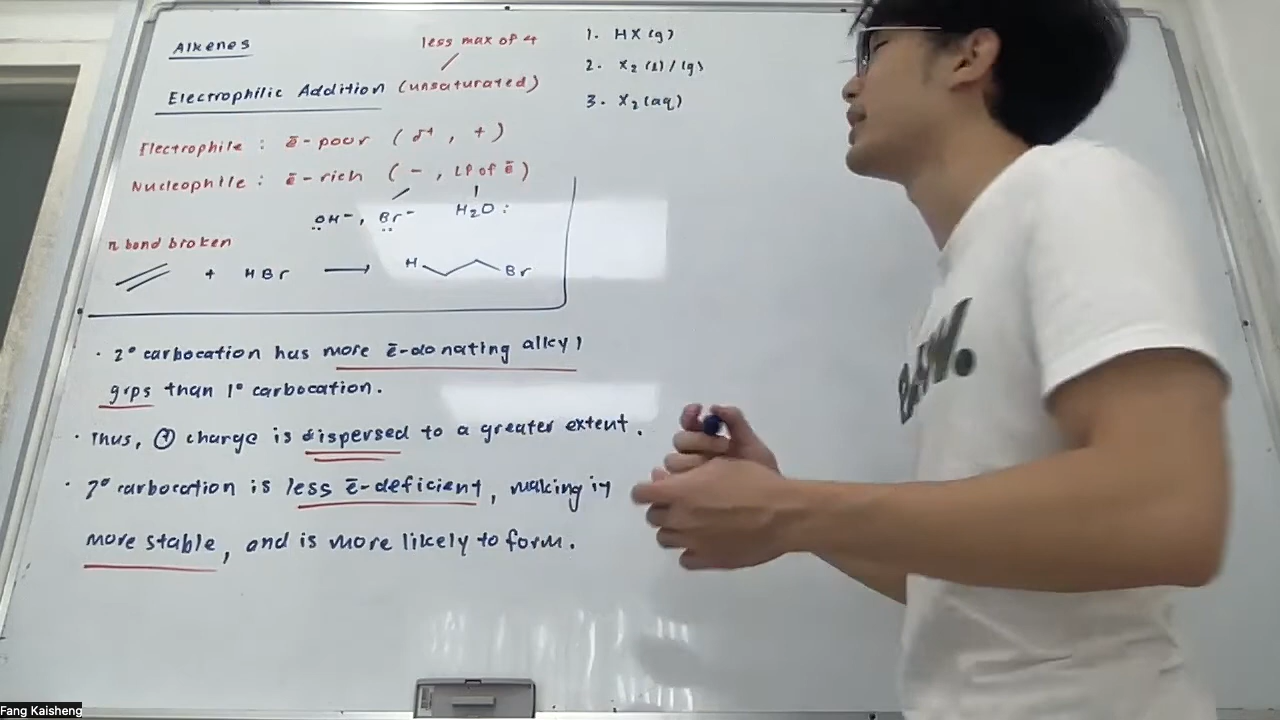 Alkenes
less max of 4
Electrophilic Addition (unsaturated)
Electrophile : ē-poor ( δ+ , + )
Nucleophile : ē-rich ( - , LP of ē )
OH⁻, Br⁻ H₂O :
π bond broken
+ HBr → H Br
• 2° carbocation has more ē-donating alkyl
grps than 1° carbocation.
• Thus, ⊕ charge is dispersed to a greater extent.
• 2° carbocation is less ē-deficient, making it
more stable, and is more likely to form.
1. HX (g)
2. X₂ (l) / (g)
3. X₂ (aq)
Fang Kaisheng